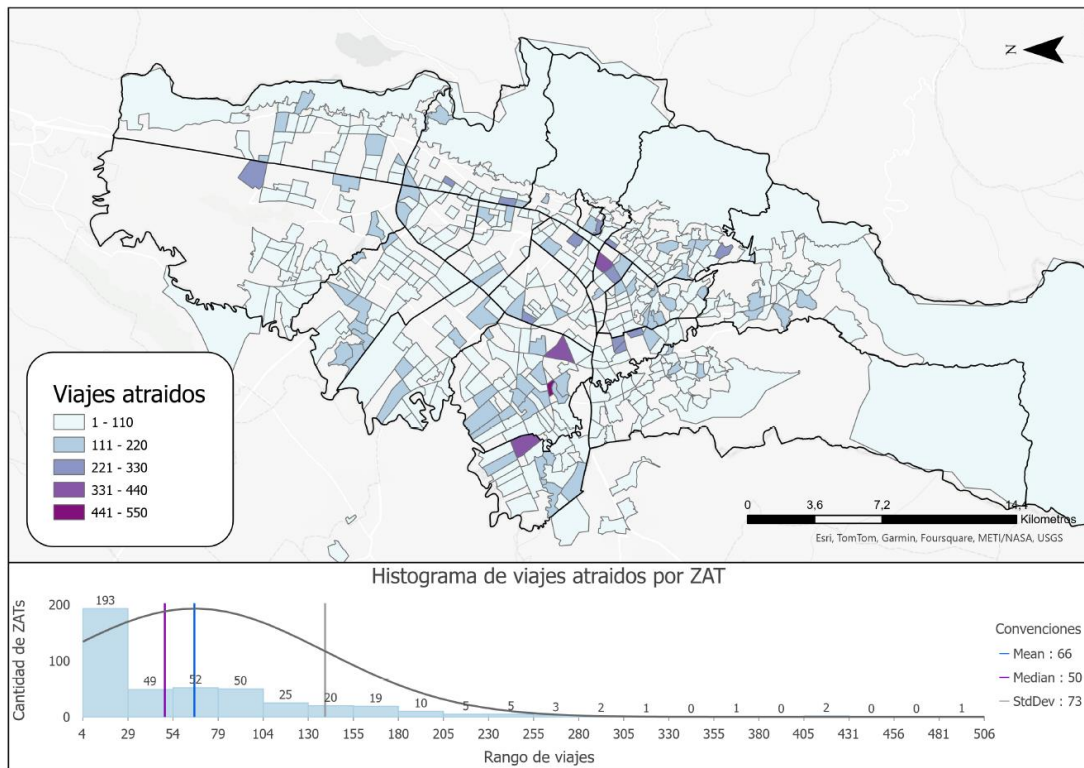 Z
Viajes atraidos
1 - 110
111 - 220
221 - 330
331 - 440
441 - 550
0 3,6 7,2 14,4
Kilometros
Esri, TomTom, Garmin, Foursquare, METI/NASA, USGS
Histograma de viajes atraidos por ZAT
Cantidad de ZATs
200
100
0
193 49 52 50 25 20 19 10 5 5 3 2 1 0 1 0 2 0 0 1
4 29 54 79 104 130 155 180 205 230 255 280 305 330 355 380 405 431 456 481 506
Rango de viajes
Convenciones
Mean : 66
Median : 50
StdDev : 73